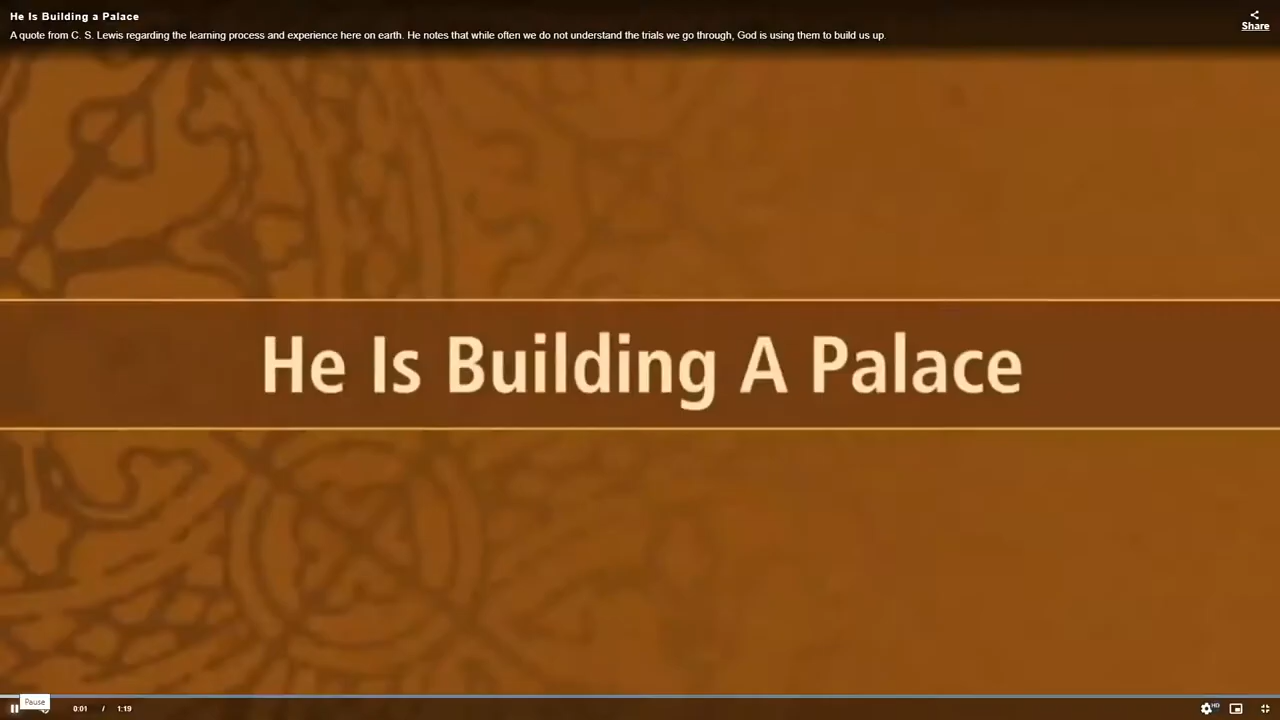 He Is Building a Palace
A quote from C. S. Lewis regarding the learning process and experience here on earth. He notes that while often we do not understand the trials we go through, God is using them to build us up.
Share
He Is Building A Palace
Pause
0:01 / 1:19
HD